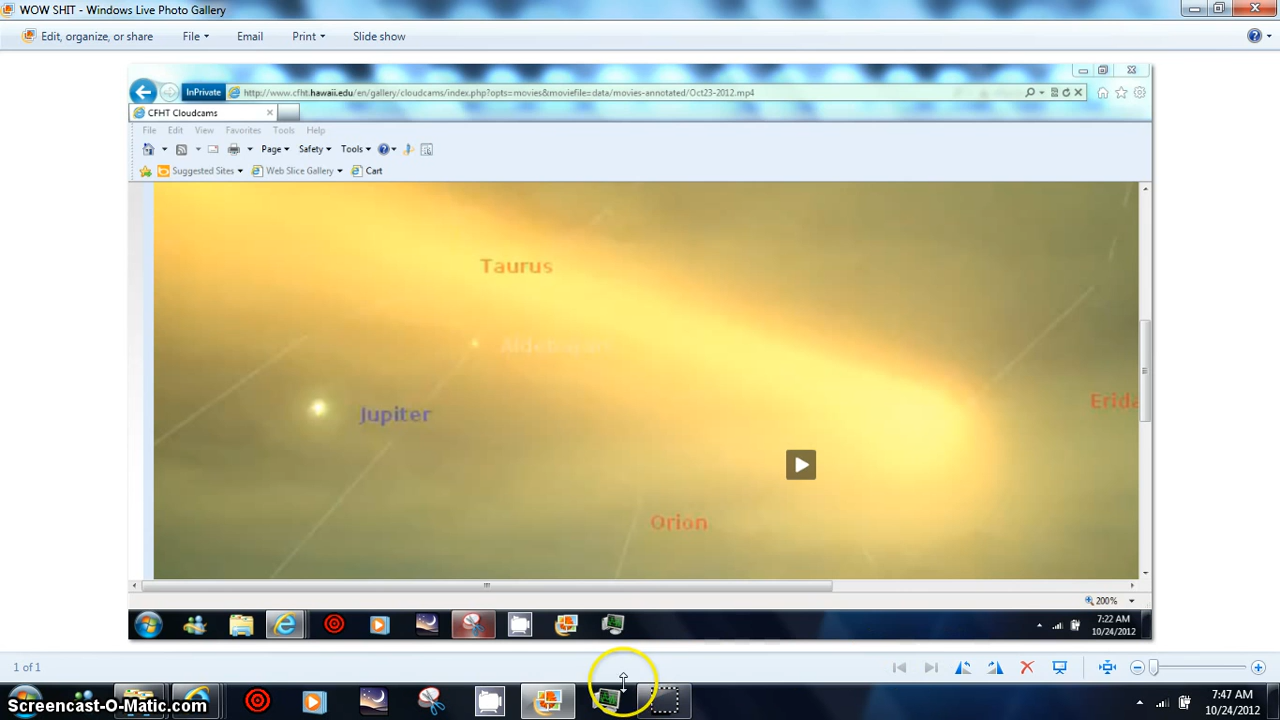 WOW SHIT - Windows Live Photo Gallery
Edit, organize, or share File Email Print Slide show
InPrivate http://www.cfht.hawaii.edu/en/gallery/cloudcams/index.php?opts=movies&moviefile=data/movies-annotated/Oct23-2012.mp4
CFHT Cloudcams
File Edit View Favorites Tools Help
Page Safety Tools
Suggested Sites Web Slice Gallery Cart
Taurus
Aldebaran
Erida
Jupiter
Orion
200%
7:22 AM
10/24/2012
1 of 1
Screencast-O-Matic.com
7:47 AM
10/24/2012